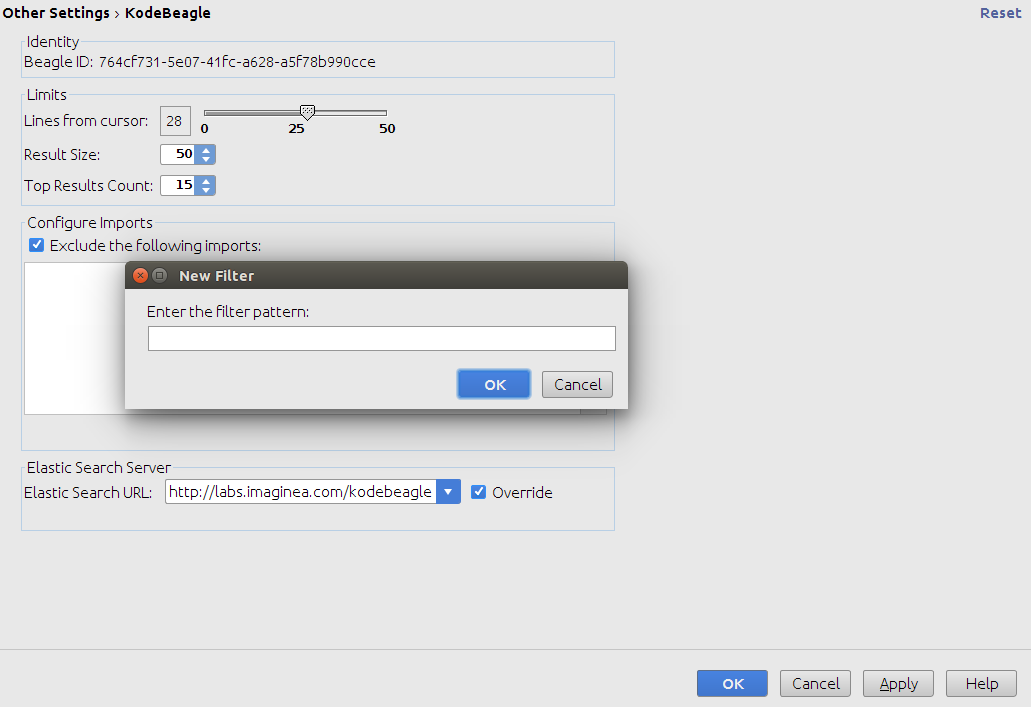 Other Settings › KodeBeagle Reset
Identity
Beagle ID: 764cf731-5e07-41fc-a628-a5f78b990cce
Limits
Lines from cursor: 28
0 25 50
Result Size: 50
Top Results Count: 15
Configure Imports
Exclude the following imports:
New Filter
Enter the filter pattern:
OK Cancel
Elastic Search Server
Elastic Search URL: http://labs.imaginea.com/kodebeagle Override
OK Cancel Apply Help